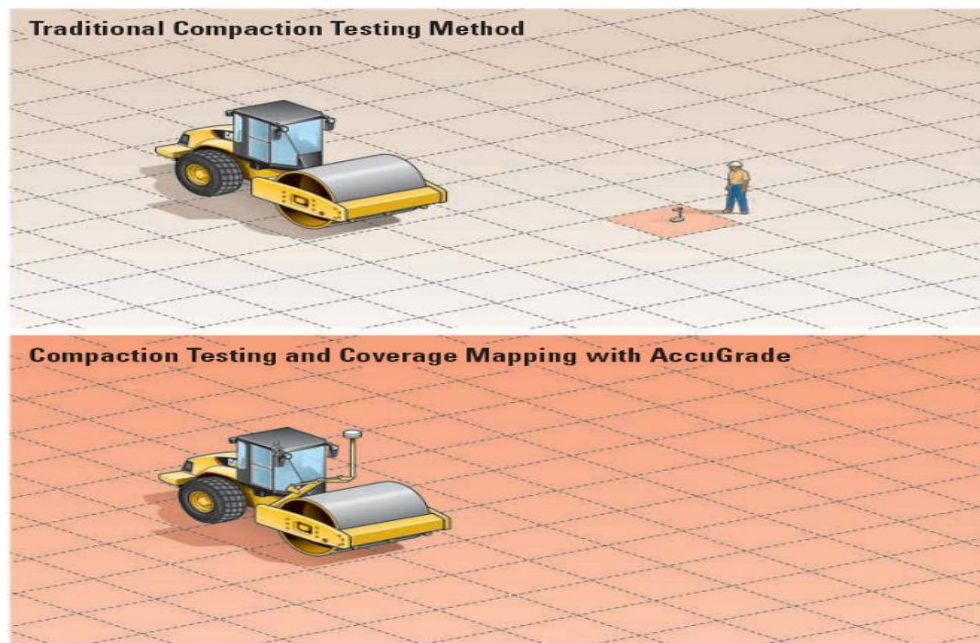 Traditional Compaction Testing Method
Compaction Testing and Coverage Mapping with AccuGrade